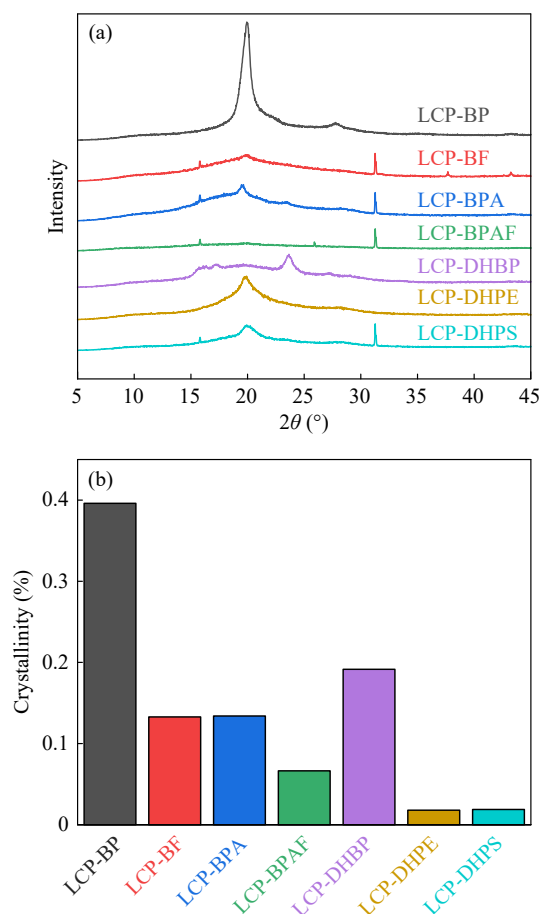 (a)
LCP-BP
LCP-BF
LCP-BPA
LCP-BPAF
LCP-DHBP
LCP-DHPE
LCP-DHPS
Intensity
5 10 15 20 25 30 35 40 45
2θ (°)
(b)
Crystallinity (%)
0.4
0.3
0.2
0.1
0
LCP-BP LCP-BF LCP-BPA LCP-BPAF LCP-DHBP LCP-DHPE LCP-DHPS